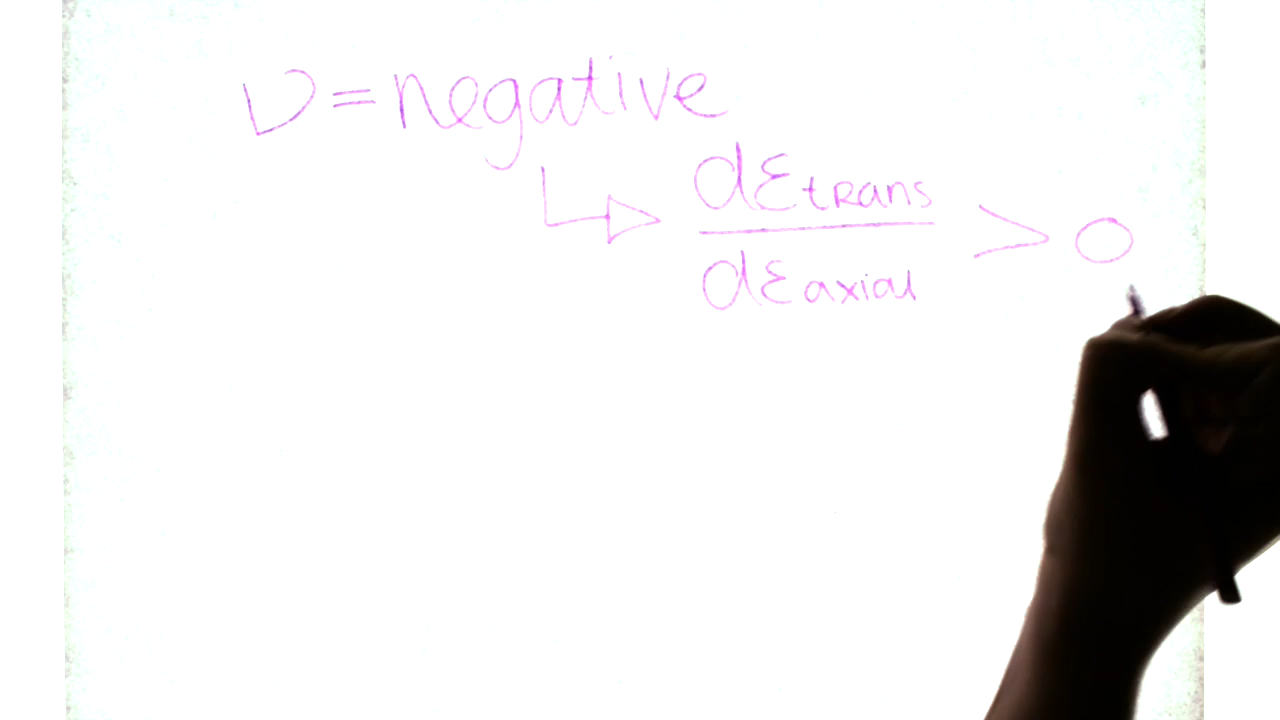 ν = negative
↳ dεtrans / dεaxial > 0